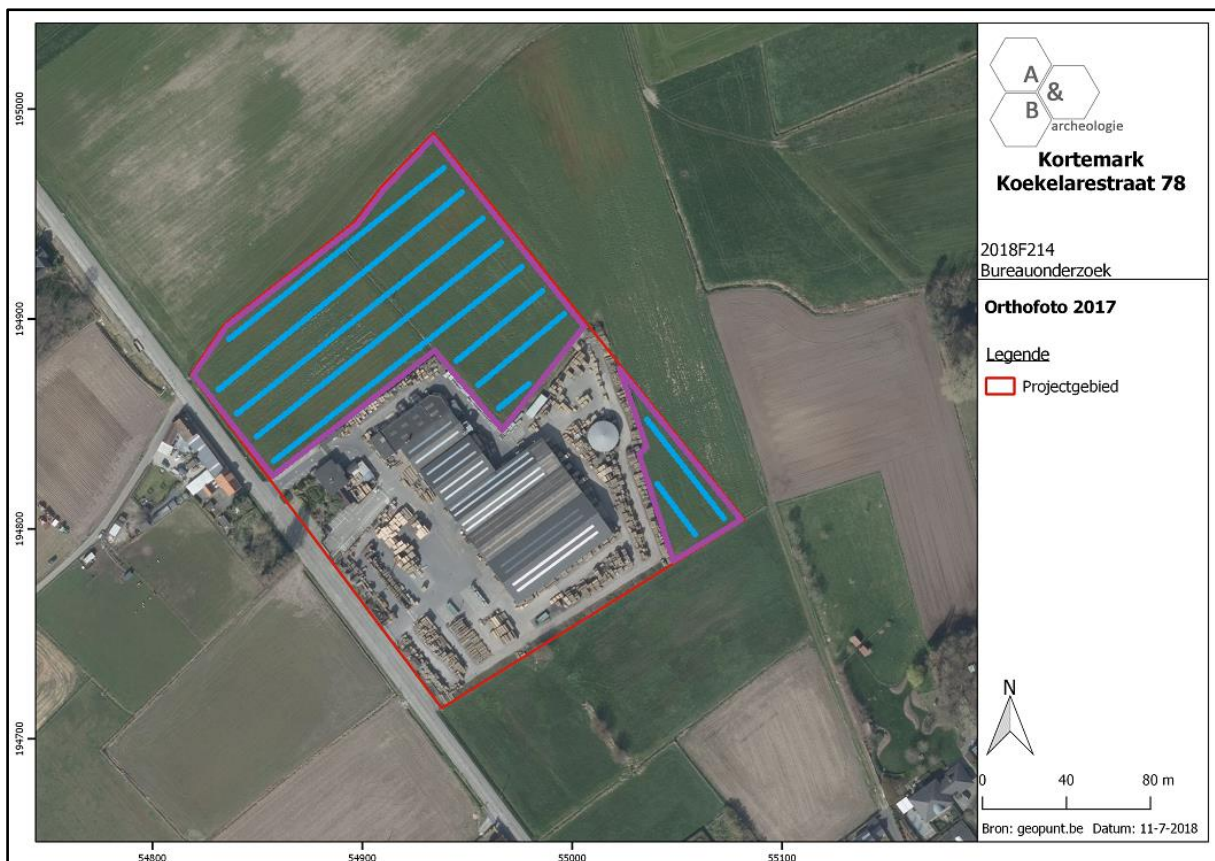 A
&
B
archeologie
Kortemark
Koekelarestraat 78
2018F214
Bureauonderzoek
Orthofoto 2017
Legende
Projectgebied
N
0 40 80 m
Bron: geopunt.be Datum: 11-7-2018
195000
194900
194800
194700
54800 54900 55000 55100